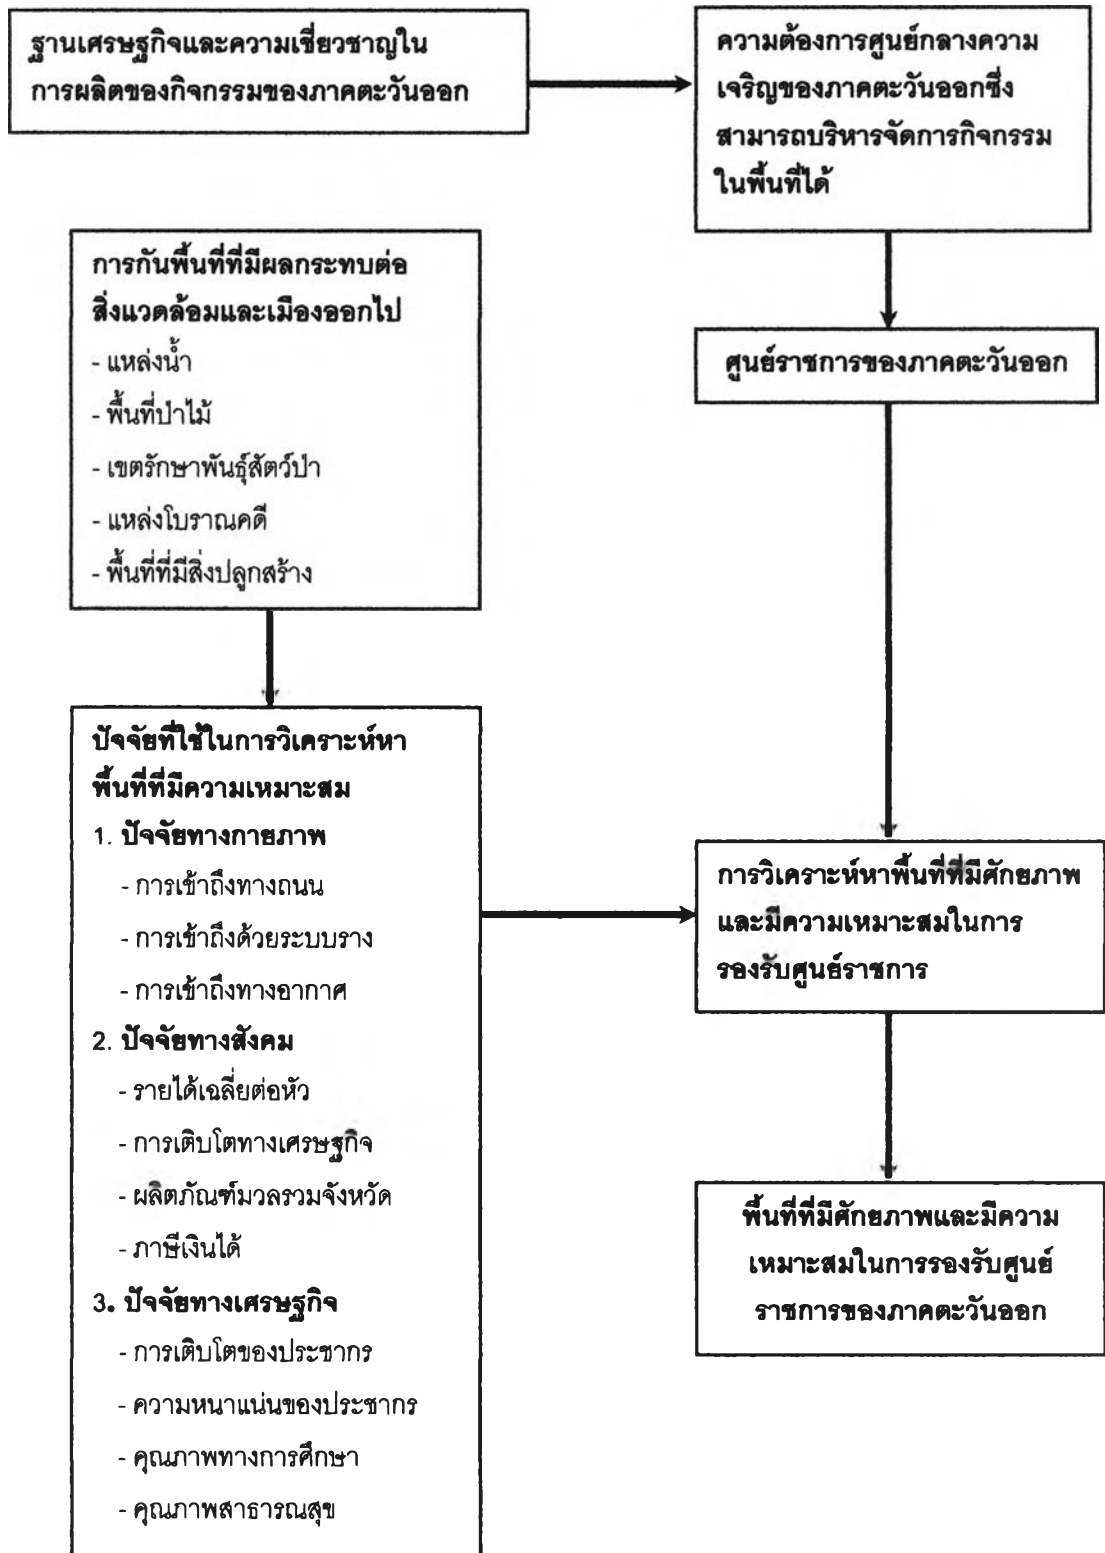 ฐานเศรษฐกิจและความเชี่ยวชาญใน
การผลิตของกิจกรรมของภาคตะวันออก
ความต้องการศูนย์กลางความ
เจริญของภาคตะวันออกซึ่ง
สามารถบริหารจัดการกิจกรรม
ในพื้นที่ได้
การกันพื้นที่ที่มีผลกระทบต่อ
สิ่งแวดล้อมและเมืองออกไป
- แหล่งน้ำ
- พื้นที่ป่าไม้
- เขตรักษาพันธุ์สัตว์ป่า
- แหล่งโบราณคดี
- พื้นที่ที่มีสิ่งปลูกสร้าง
ศูนย์ราชการของภาคตะวันออก
ปัจจัยที่ใช้ในการวิเคราะห์หา
พื้นที่ที่มีความเหมาะสม
1. ปัจจัยทางกายภาพ
- การเข้าถึงทางถนน
- การเข้าถึงด้วยระบบราง
- การเข้าถึงทางอากาศ
2. ปัจจัยทางสังคม
- รายได้เฉลี่ยต่อหัว
- การเติบโตทางเศรษฐกิจ
- ผลิตภัณฑ์มวลรวมจังหวัด
- ภาษีเงินได้
3. ปัจจัยทางเศรษฐกิจ
- การเติบโตของประชากร
- ความหนาแน่นของประชากร
- คุณภาพทางการศึกษา
- คุณภาพสาธารณสุข
การวิเคราะห์หาพื้นที่ที่มีศักยภาพ
และมีความเหมาะสมในการ
รองรับศูนย์ราชการ
พื้นที่ที่มีศักยภาพและมีความ
เหมาะสมในการรองรับศูนย์
ราชการของภาคตะวันออก